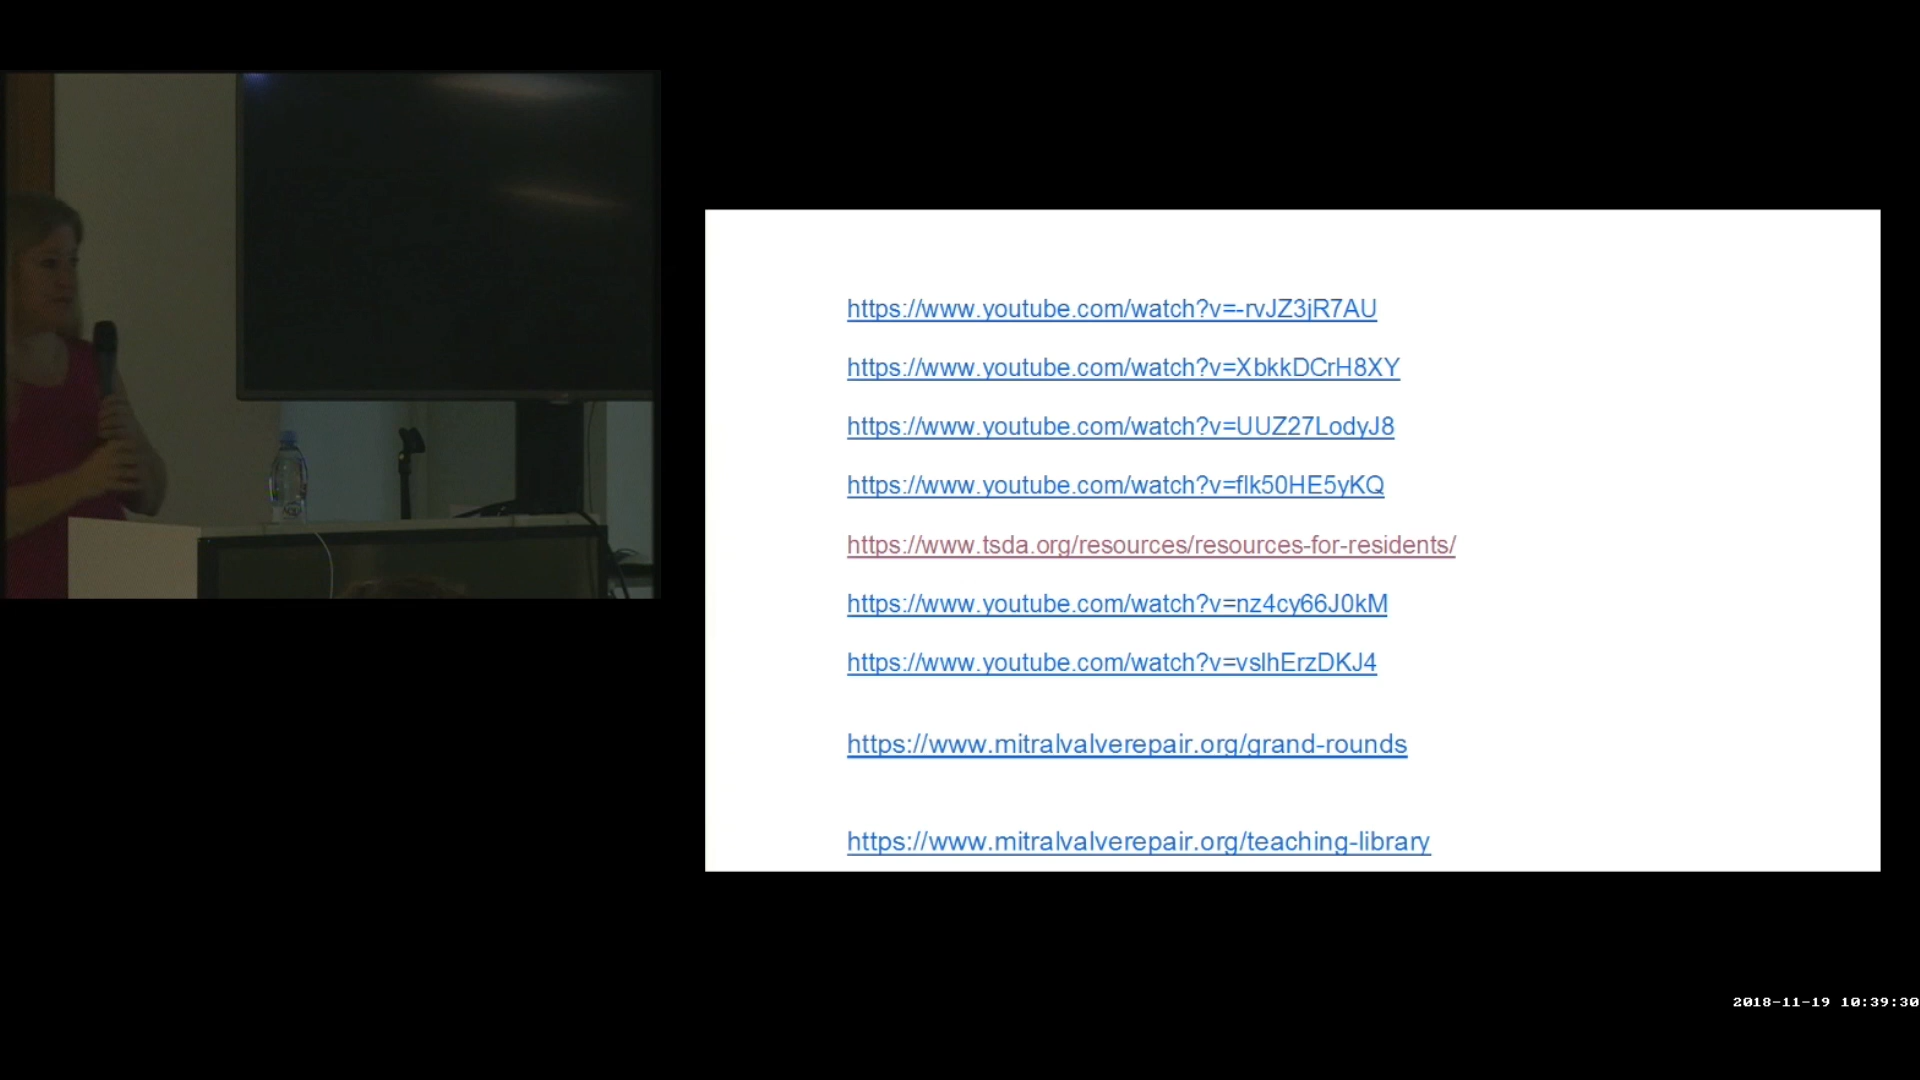 https://www.youtube.com/watch?v=-rvJZ3jR7AU
https://www.youtube.com/watch?v=XbkkDCrH8XY
https://www.youtube.com/watch?v=UUZ27LodyJ8
https://www.youtube.com/watch?v=flk50HE5yKQ
https://www.tsda.org/resources/resources-for-residents/
https://www.youtube.com/watch?v=nz4cy66J0kM
https://www.youtube.com/watch?v=vslhErzDKJ4
https://www.mitralvalverepair.org/grand-rounds
https://www.mitralvalverepair.org/teaching-library
2018-11-19 10:39:30